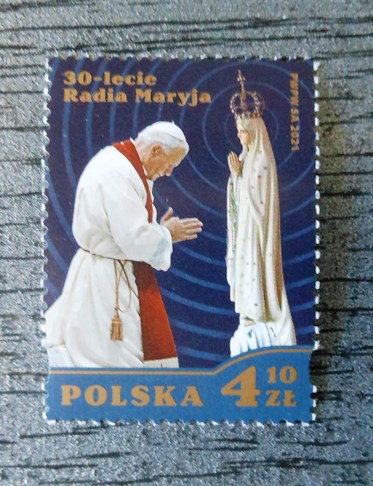 30-lecie
Radia Maryja
PWPW SA 2021
POLSKA 4 10 ZŁ